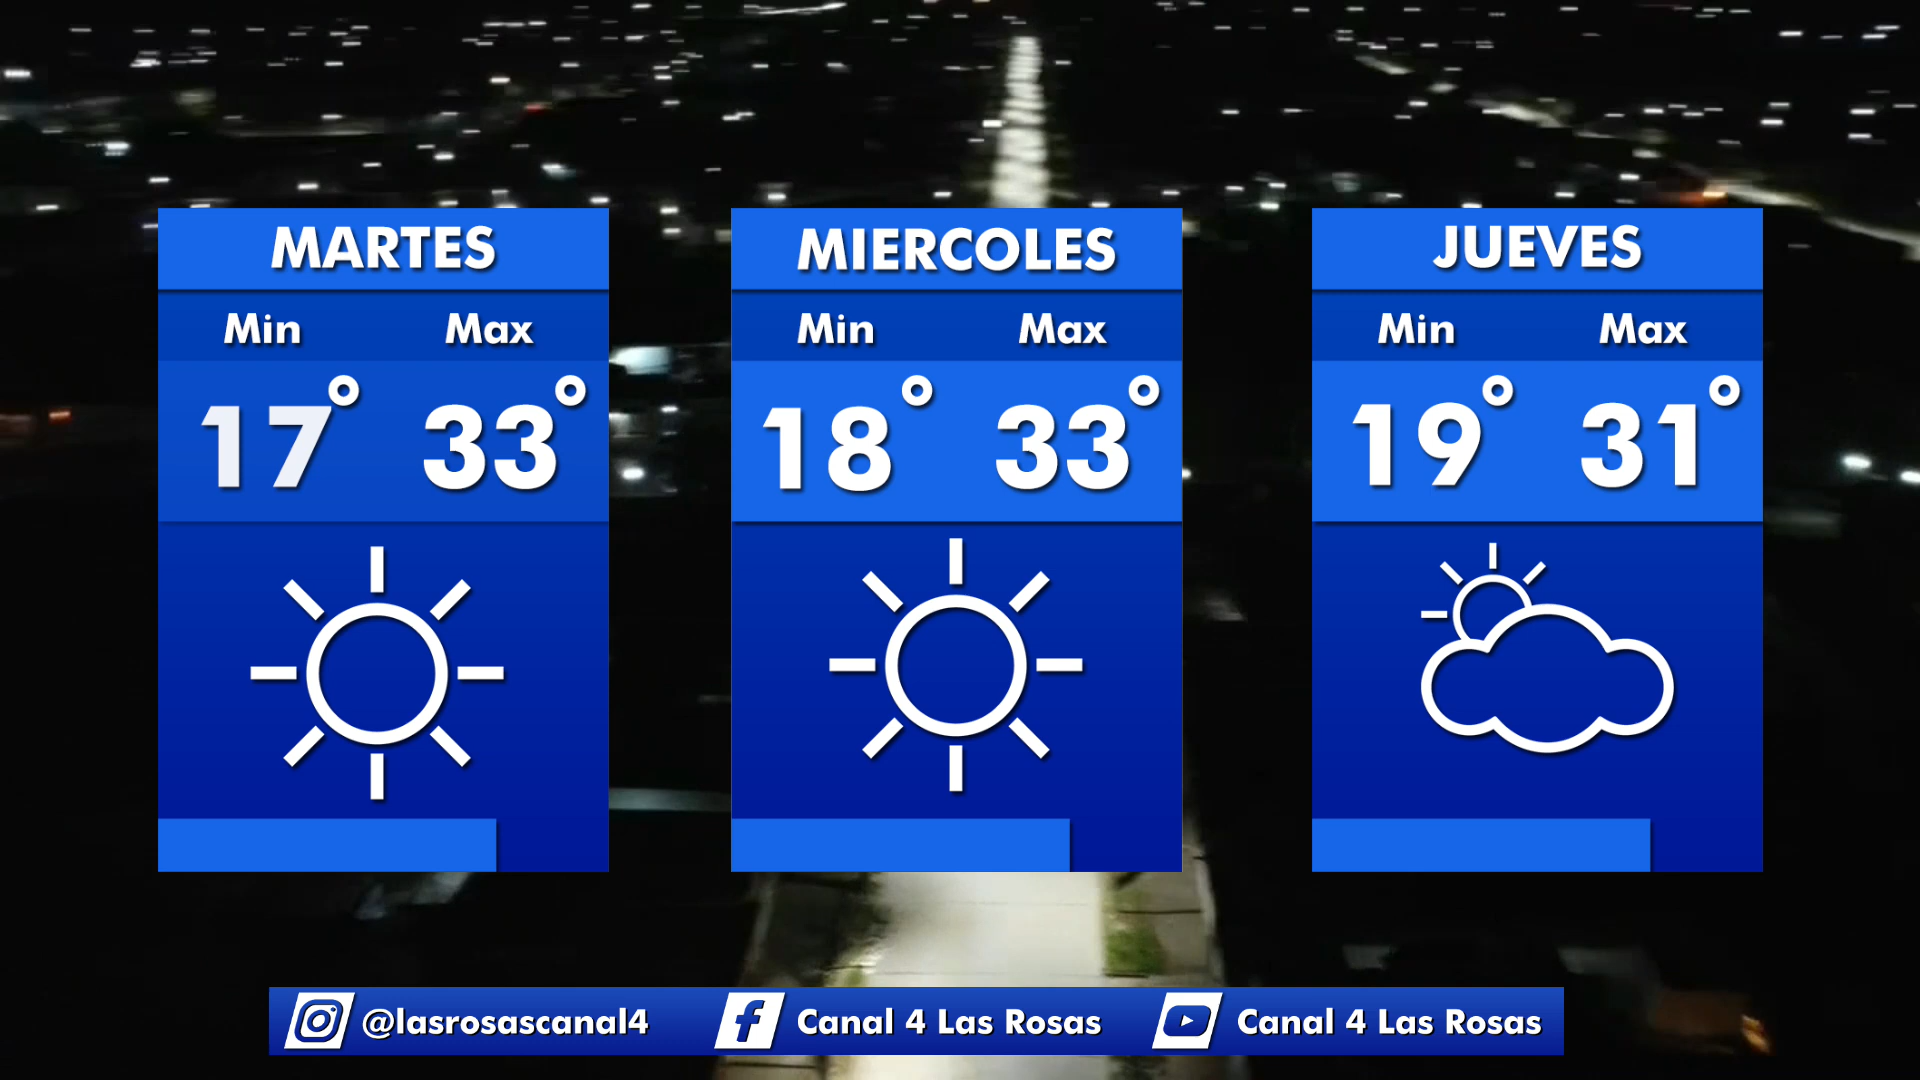 MARTES
Min Max
17° 33°
MIERCOLES
Min Max
18° 33°
JUEVES
Min Max
19° 31°
@lasrosascanal4
Canal 4 Las Rosas
Canal 4 Las Rosas